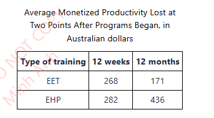 Average Monetized Productivity Lost at
Two Points After Programs Began, in
Australian dollars
Type of training 12 weeks 12 months
EET 268 171
EHP 282 436